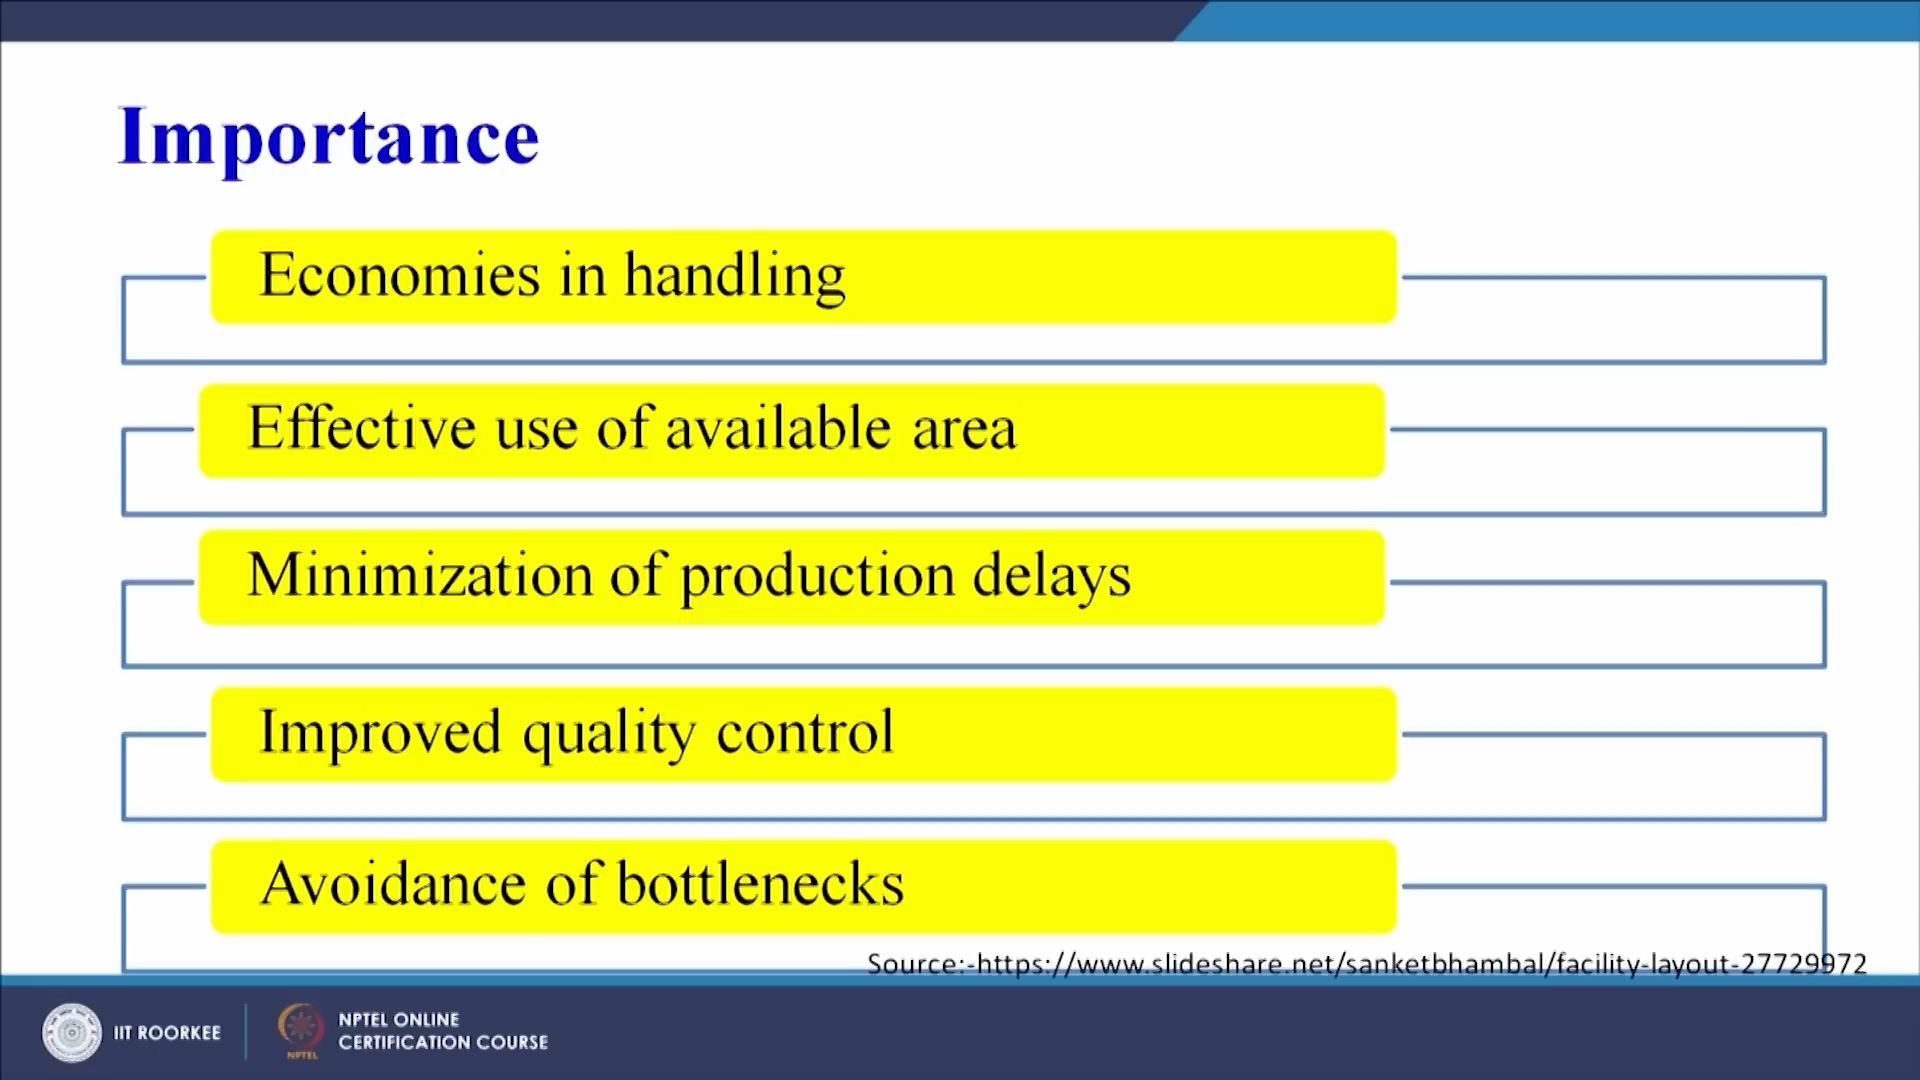 Importance
Economies in handling
Effective use of available area
Minimization of production delays
Improved quality control
Avoidance of bottlenecks
Source:-https://www.slideshare.net/sanketbhambal/facility-layout-27729972
IIT ROORKEE
NPTEL
NPTEL ONLINE
CERTIFICATION COURSE